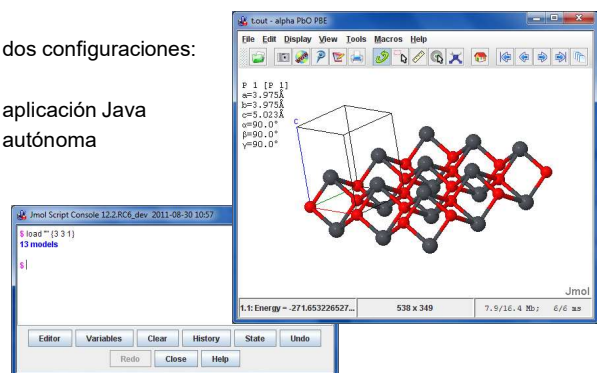 dos configuraciones:
aplicación Java
autónoma
t.out - alpha PbO PBE
File Edit Display View Tools Macros Help
P 1 [P 1]
a=3.975Å
b=3.975Å
c=5.023Å
α=90.0°
β=90.0°
γ=90.0°
c
Jmol
1.1: Energy = -271.653226527...
538 x 349
7.9/16.4 Mb; 6/6 ms
Jmol Script Console 12.2.RC6_dev 2011-08-30 10:57
$ load "" {3 3 1}
13 models
$
Editor Variables Clear History State Undo
Redo Close Help